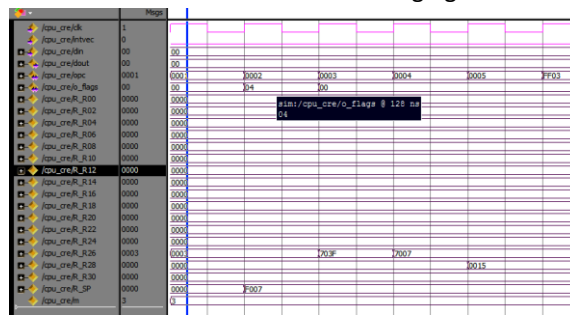 Msgs
/cpu_cre/clk 1
/cpu_cre/intvec 0
/cpu_cre/din 00 00
/cpu_cre/dout 00 00
/cpu_cre/opc 0001 0002 0003 0004 0005 FF03
/cpu_cre/o_flags 00 00 04 00
/cpu_cre/R_R00 0000 0000
/cpu_cre/R_R02 0000 0000
/cpu_cre/R_R04 0000 0000
/cpu_cre/R_R06 0000 0000
/cpu_cre/R_R08 0000 0000
/cpu_cre/R_R10 0000 0000
/cpu_cre/R_R12 0000 0000
/cpu_cre/R_R14 0000 0000
/cpu_cre/R_R16 0000 0000
/cpu_cre/R_R18 0000 0000
/cpu_cre/R_R20 0000 0000
/cpu_cre/R_R22 0000 0000
/cpu_cre/R_R24 0000 0000
/cpu_cre/R_R26 0003 703F 7007
/cpu_cre/R_R28 0000 0000 0015
/cpu_cre/R_R30 0000 0000
/cpu_cre/R_SP 0000 0000 F007
/cpu_cre/m 3 3
sim:/cpu_cre/o_flags @ 128 ns
04